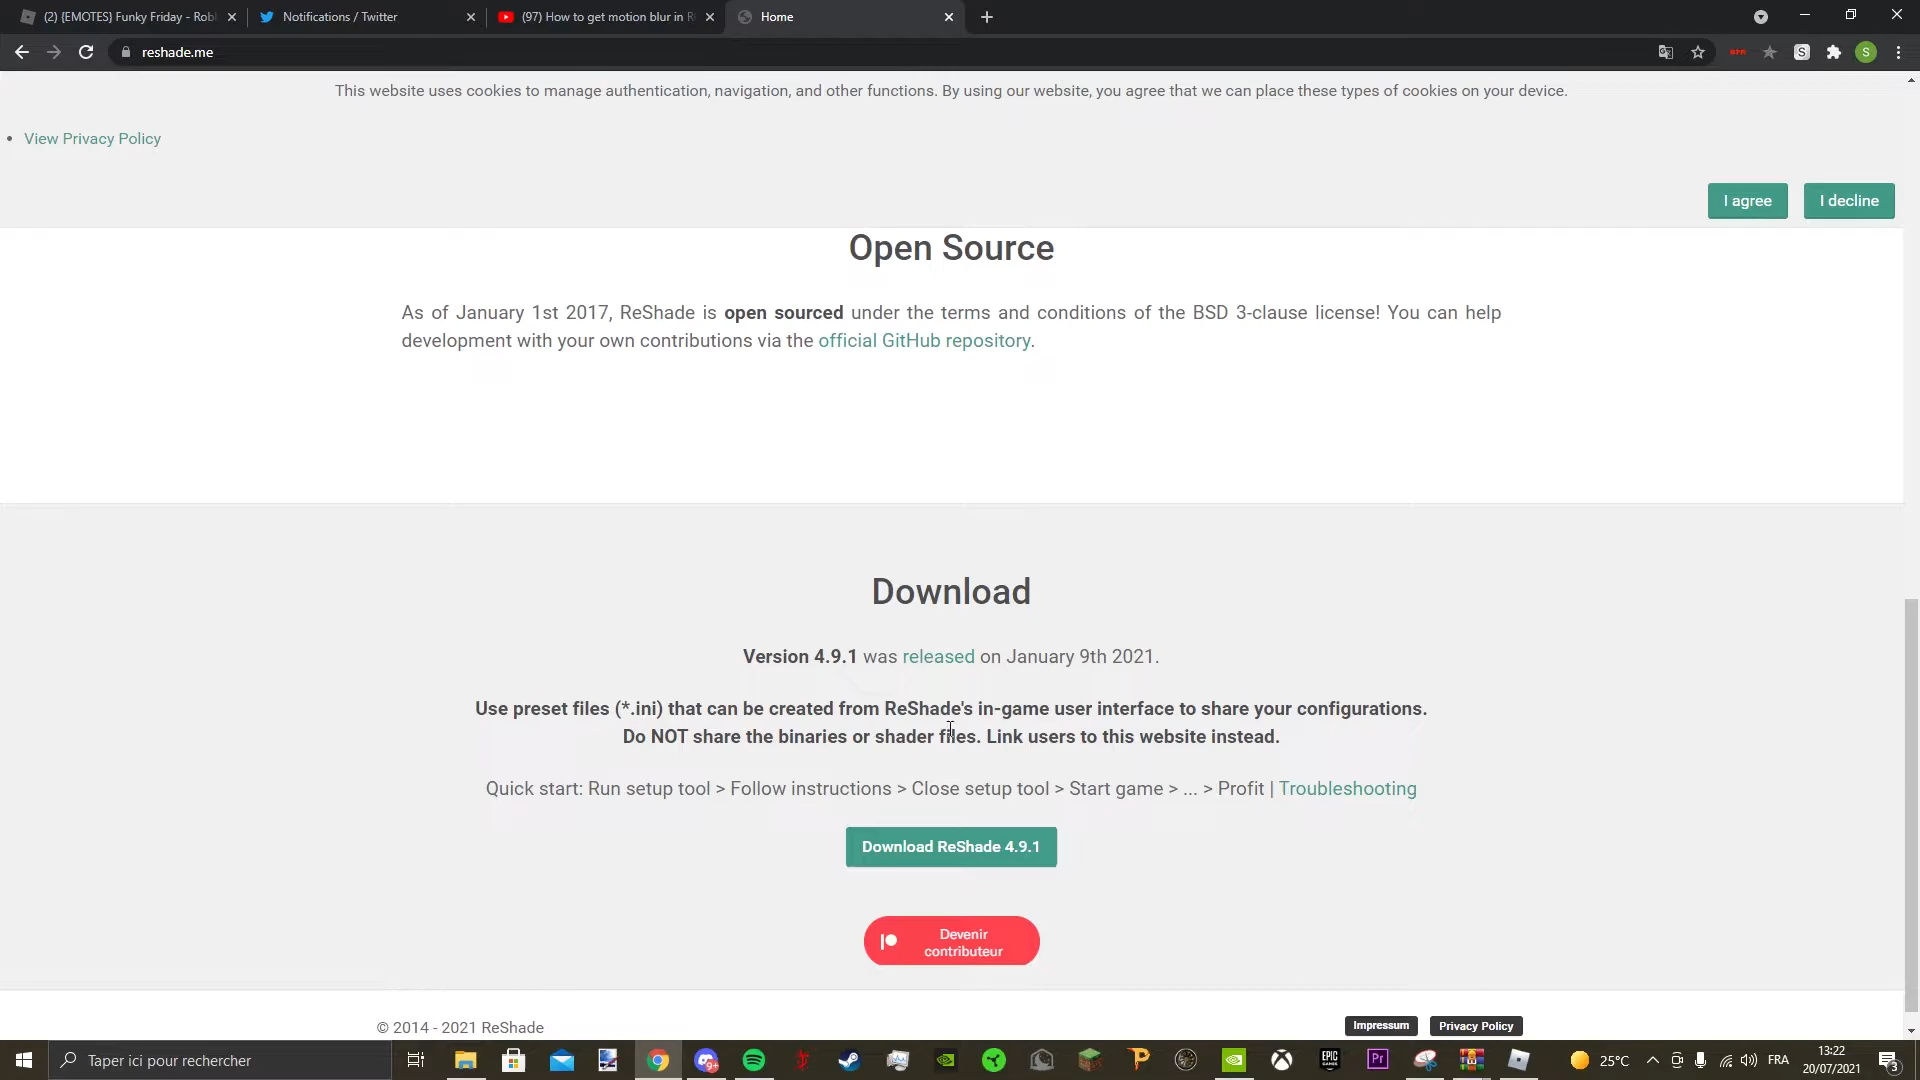 (2) [EMOTES] Funky Friday - Rob
Notifications / Twitter
(97) How to get motion blur in R
Home
reshade.me
This website uses cookies to manage authentication, navigation, and other functions. By using our website, you agree that we can place these types of cookies on your device.
• View Privacy Policy
I agree
I decline
Open Source
As of January 1st 2017, ReShade is open sourced under the terms and conditions of the BSD 3-clause license! You can help
development with your own contributions via the official GitHub repository.
Download
Version 4.9.1 was released on January 9th 2021.
Use preset files (*.ini) that can be created from ReShade's in-game user interface to share your configurations.
Do NOT share the binaries or shader files. Link users to this website instead.
Quick start: Run setup tool > Follow instructions > Close setup tool > Start game > ... > Profit | Troubleshooting
Download ReShade 4.9.1
Devenir
contributeur
© 2014 - 2021 ReShade
Impressum
Privacy Policy
Taper ici pour rechercher
25°C
FRA
13:22
20/07/2021